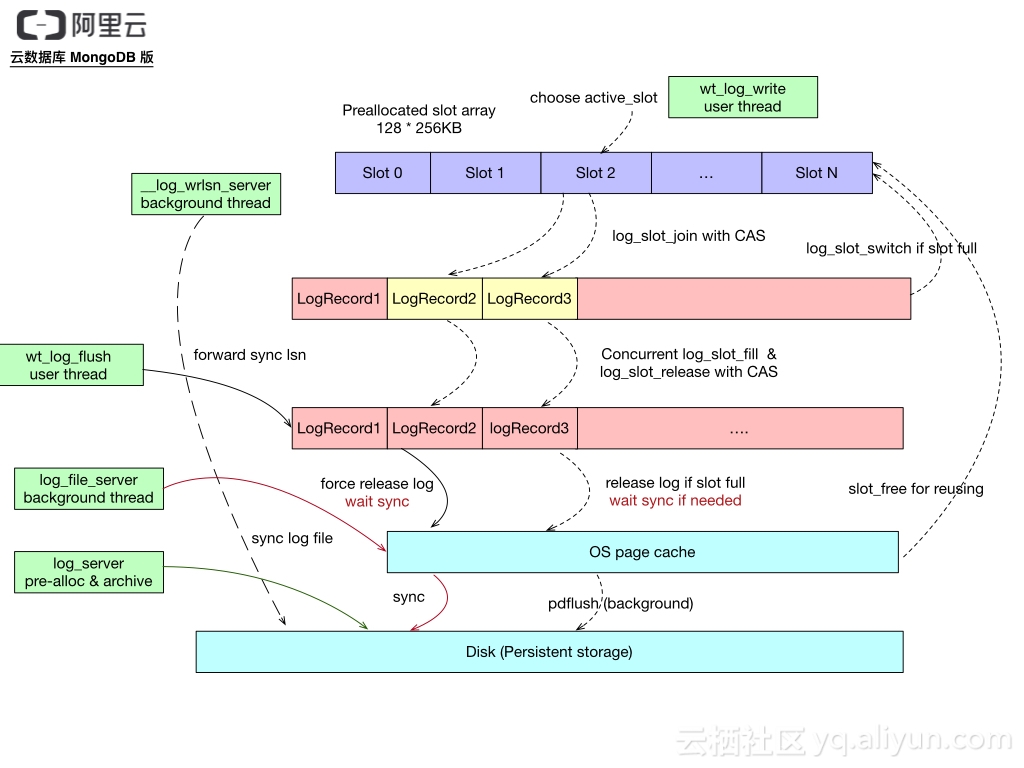 阿里云
云数据库 MongoDB 版
wt_log_write
user thread
choose active_slot
Preallocated slot array
128 * 256KB
Slot 0
Slot 1
Slot 2
...
Slot N
__log_wrlsn_server
background thread
log_slot_join with CAS
log_slot_switch if slot full
LogRecord1
LogRecord2
LogRecord3
forward sync lsn
wt_log_flush
user thread
Concurrent log_slot_fill &
log_slot_release with CAS
LogRecord1
LogRecord2
logRecord3
....
log_file_server
background thread
force release log
wait sync
release log if slot full
wait sync if needed
slot_free for reusing
sync log file
OS page cache
log_server
pre-alloc & archive
sync
pdflush (background)
Disk (Persistent storage)
云栖社区 yq.aliyun.com